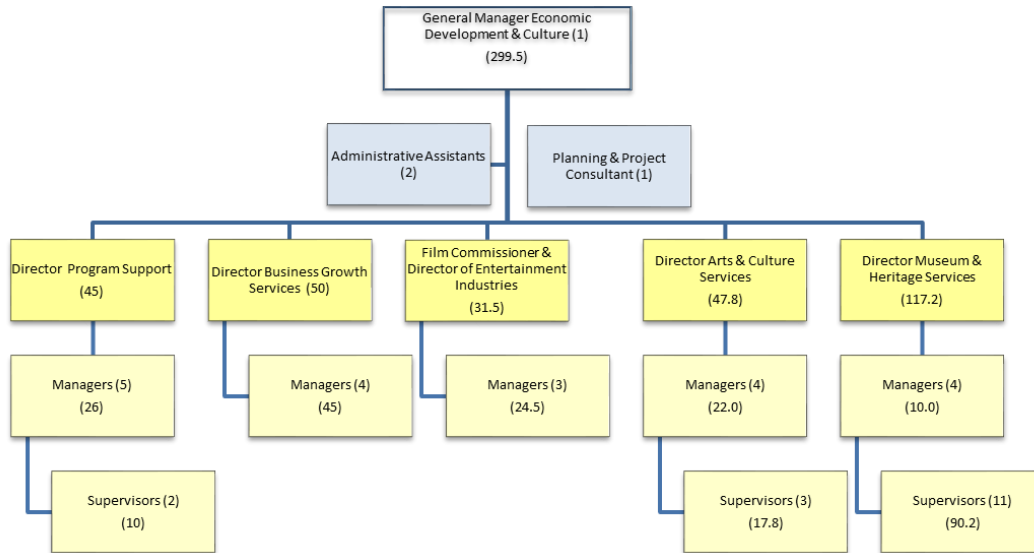 General Manager Economic
Development & Culture (1)
(299.5)
Administrative Assistants
(2)
Planning & Project
Consultant (1)
Director Program Support
(45)
Director Business Growth
Services (50)
Film Commissioner &
Director of Entertainment
Industries
(31.5)
Director Arts & Culture
Services
(47.8)
Director Museum &
Heritage Services
(117.2)
Managers (5)
(26)
Managers (4)
(45)
Managers (3)
(24.5)
Managers (4)
(22.0)
Managers (4)
(10.0)
Supervisors (2)
(10)
Supervisors (3)
(17.8)
Supervisors (11)
(90.2)